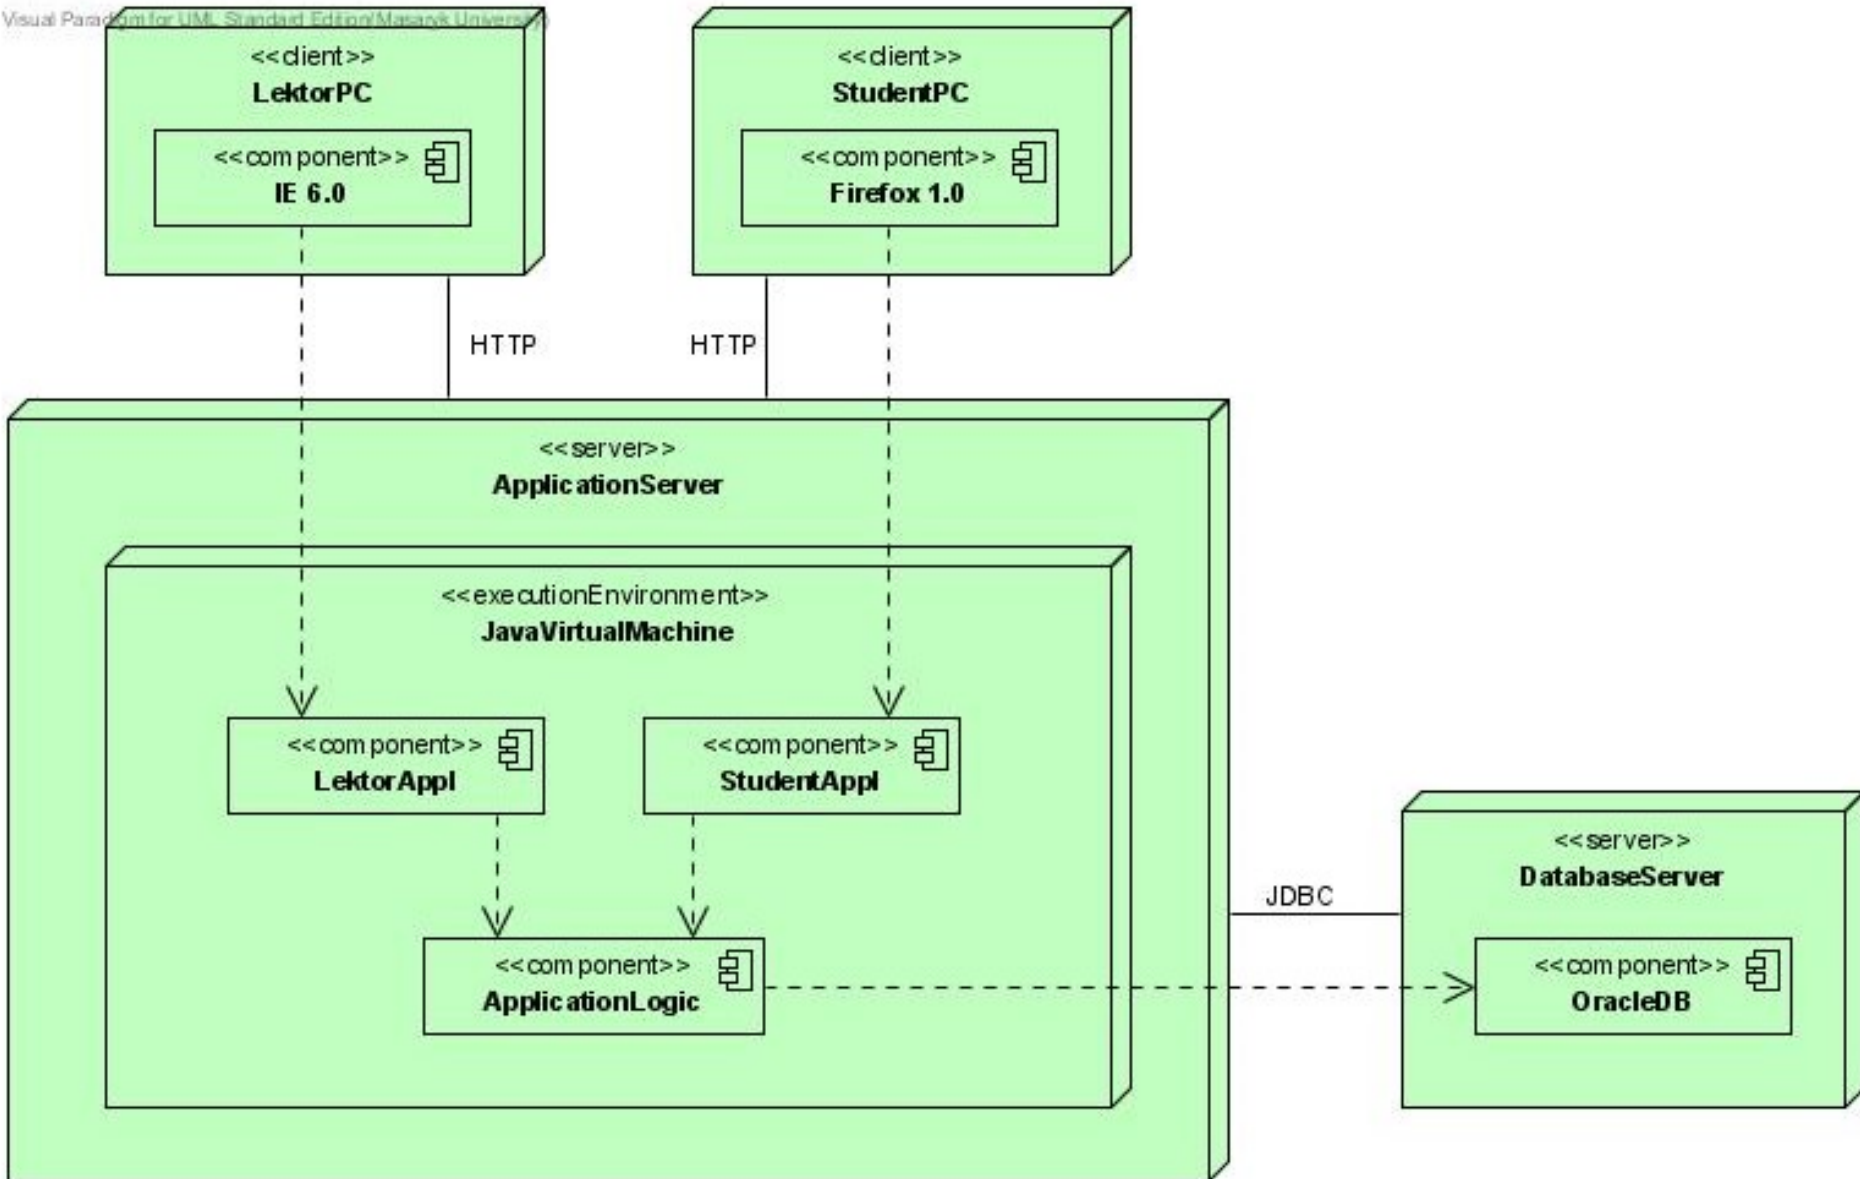 Visual Paradigm for UML Standard Edition(Masaryk University)
<<client>>
LektorPC
<<component>>
IE 6.0
<<client>>
StudentPC
<<component>>
Firefox 1.0
HTTP
HTTP
<<server>>
ApplicationServer
<<executionEnvironment>>
JavaVirtualMachine
<<component>>
LektorAppl
<<component>>
StudentAppl
<<component>>
ApplicationLogic
JDBC
<<server>>
DatabaseServer
<<component>>
OracleDB